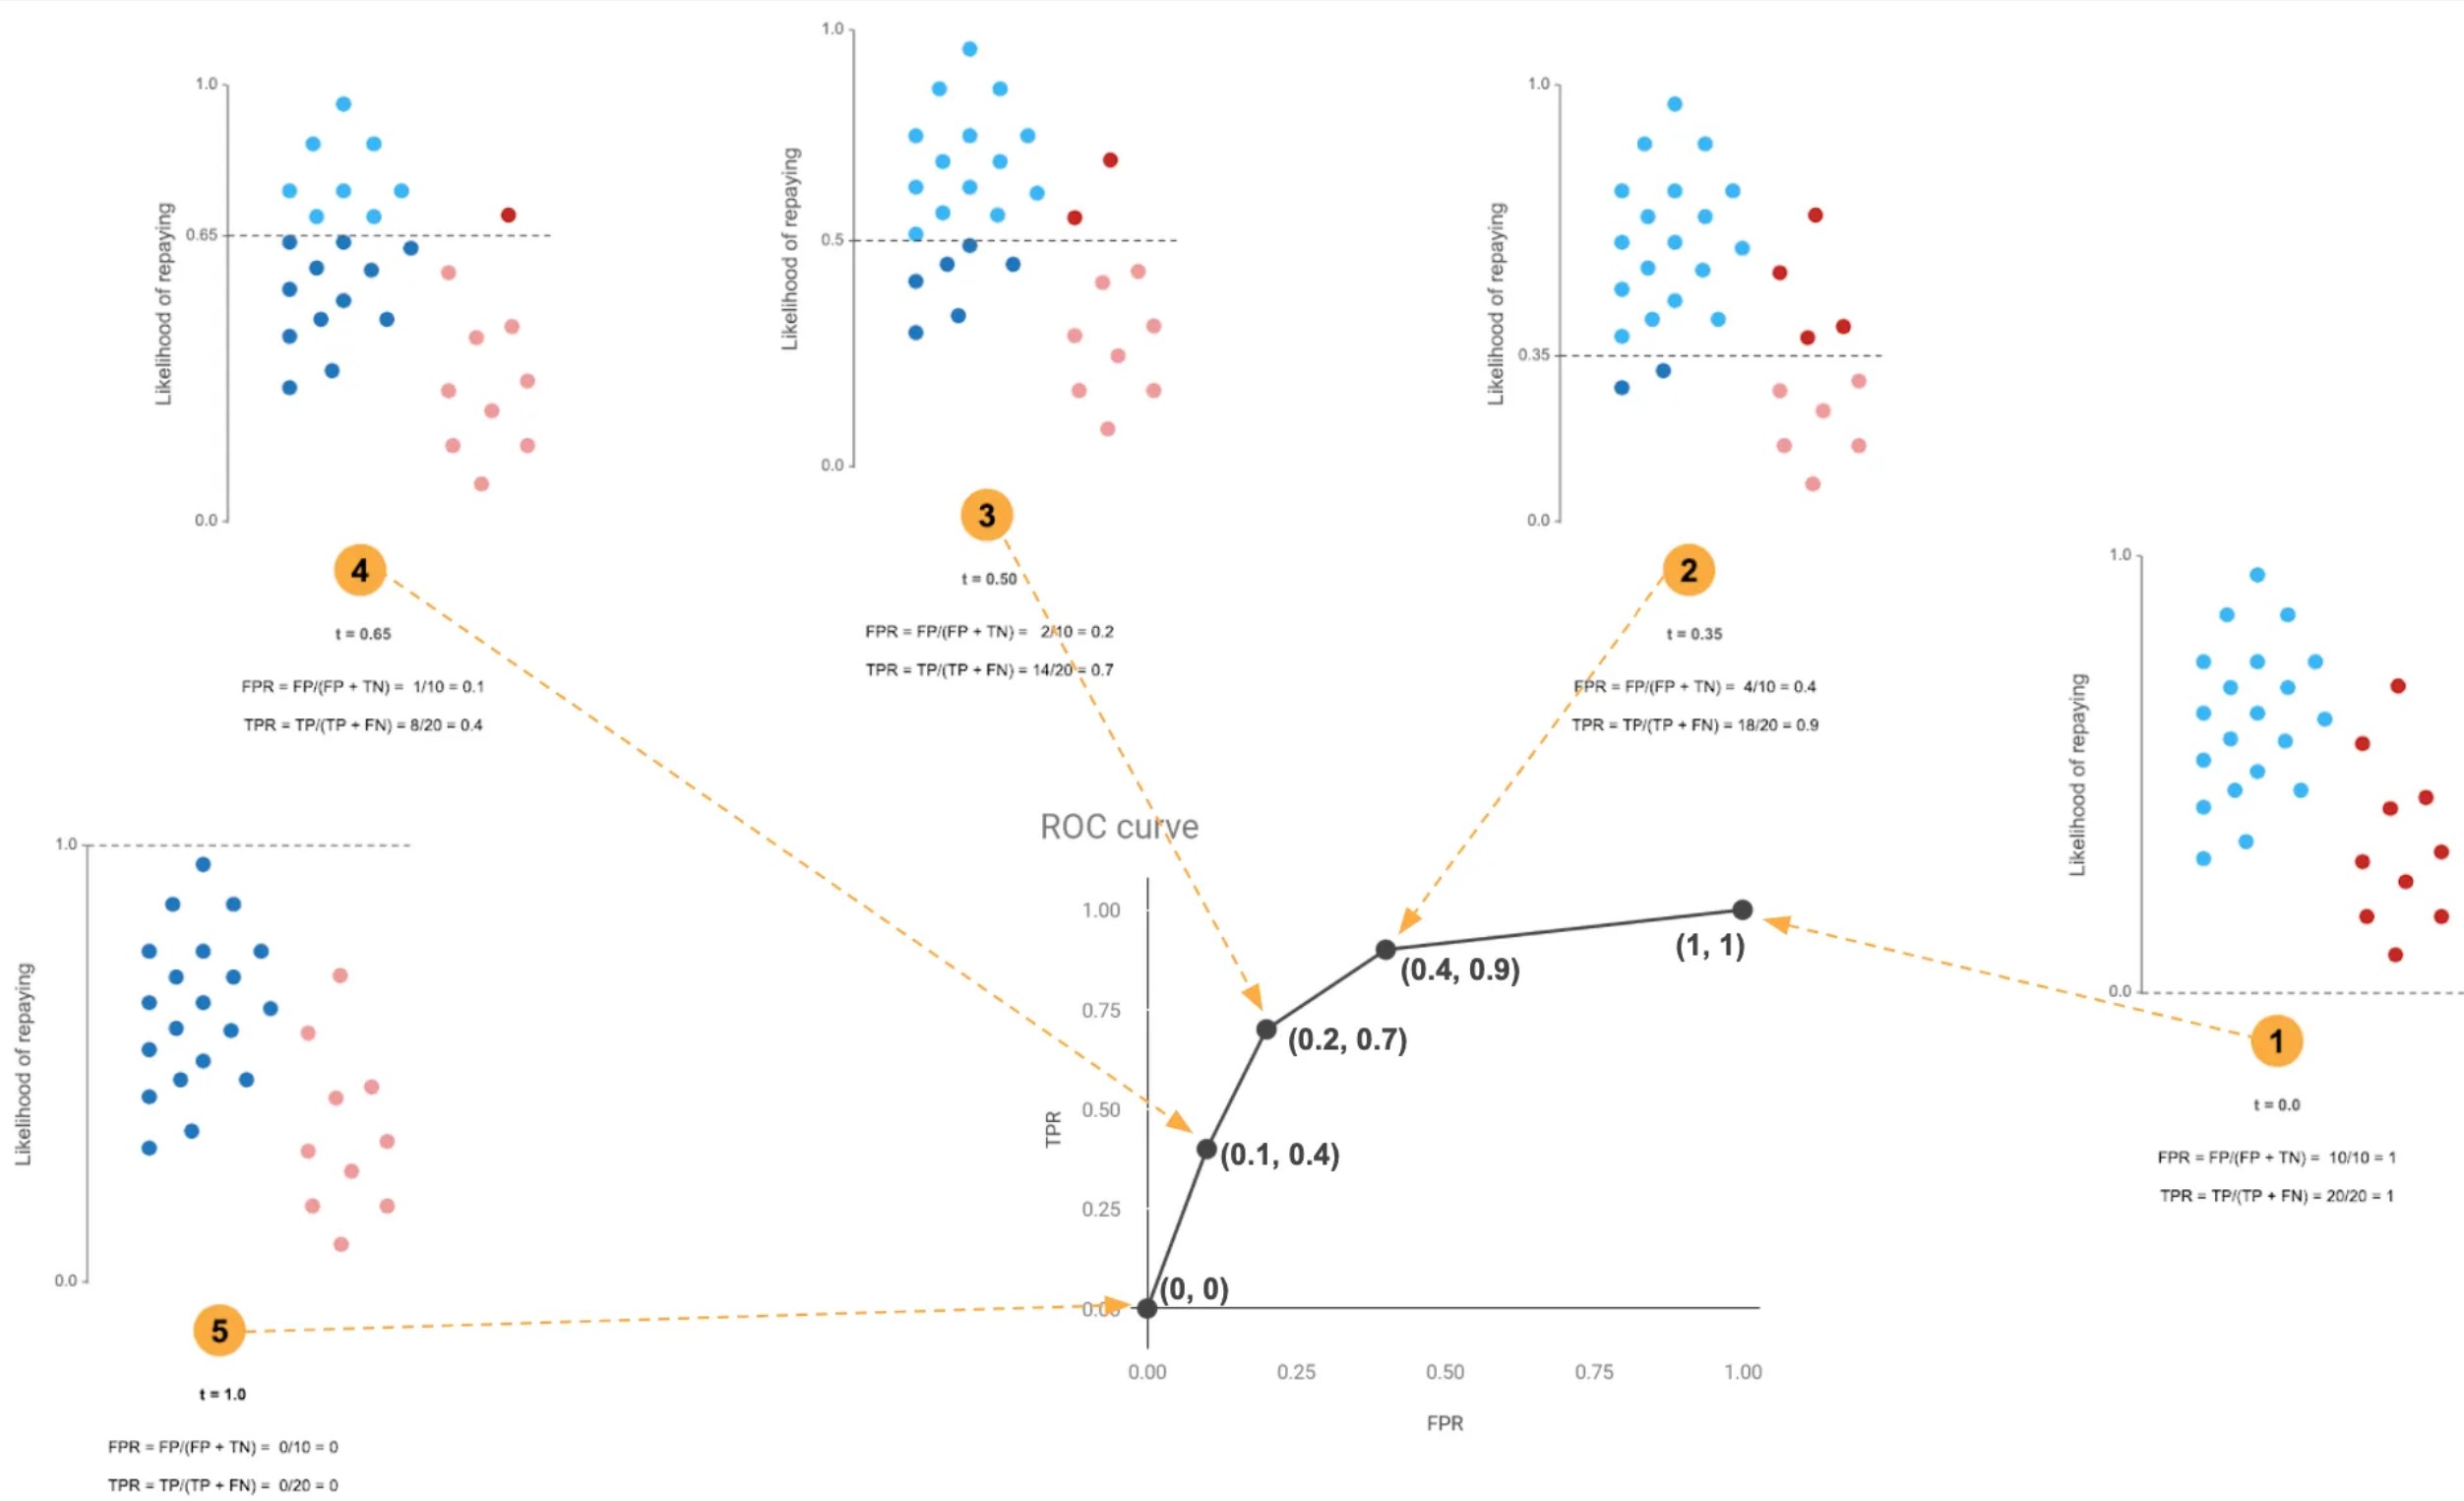 1.0
Likelihood of repaying
0.65
0.0
4
t = 0.65
FPR = FP/(FP + TN) = 1/10 = 0.1
TPR = TP/(TP + FN) = 8/20 = 0.4
1.0
Likelihood of repaying
0.5
0.0
3
t = 0.50
FPR = FP/(FP + TN) = 2/10 = 0.2
TPR = TP/(TP + FN) = 14/20 = 0.7
1.0
Likelihood of repaying
0.35
0.0
2
t = 0.35
FPR = FP/(FP + TN) = 4/10 = 0.4
TPR = TP/(TP + FN) = 18/20 = 0.9
1.0
Likelihood of repaying
0.0
1
t = 0.0
FPR = FP/(FP + TN) = 10/10 = 1
TPR = TP/(TP + FN) = 20/20 = 1
1.0
Likelihood of repaying
0.0
5
t = 1.0
FPR = FP/(FP + TN) = 0/10 = 0
TPR = TP/(TP + FN) = 0/20 = 0
ROC curve
1.00
(1, 1)
(0.4, 0.9)
0.75
(0.2, 0.7)
0.50
TPR
(0.1, 0.4)
0.25
(0, 0)
0.00
0.00 0.25 0.50 0.75 1.00
FPR